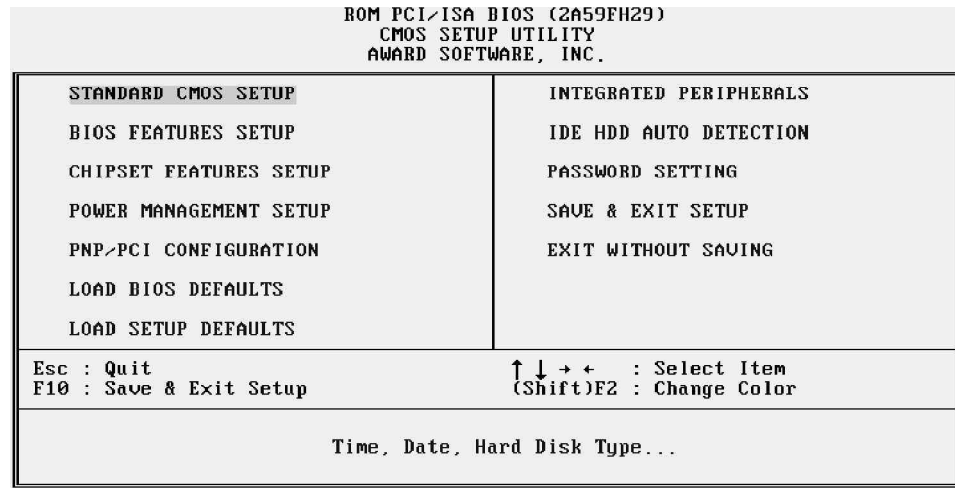 ROM PCI/ISA BIOS (2A59FH29)
CMOS SETUP UTILITY
AWARD SOFTWARE, INC.
STANDARD CMOS SETUP
BIOS FEATURES SETUP
CHIPSET FEATURES SETUP
POWER MANAGEMENT SETUP
PNP/PCI CONFIGURATION
LOAD BIOS DEFAULTS
LOAD SETUP DEFAULTS
INTEGRATED PERIPHERALS
IDE HDD AUTO DETECTION
PASSWORD SETTING
SAVE & EXIT SETUP
EXIT WITHOUT SAVING
Esc : Quit
F10 : Save & Exit Setup
↑ ↓ → ← : Select Item
(Shift)F2 : Change Color
Time, Date, Hard Disk Type...